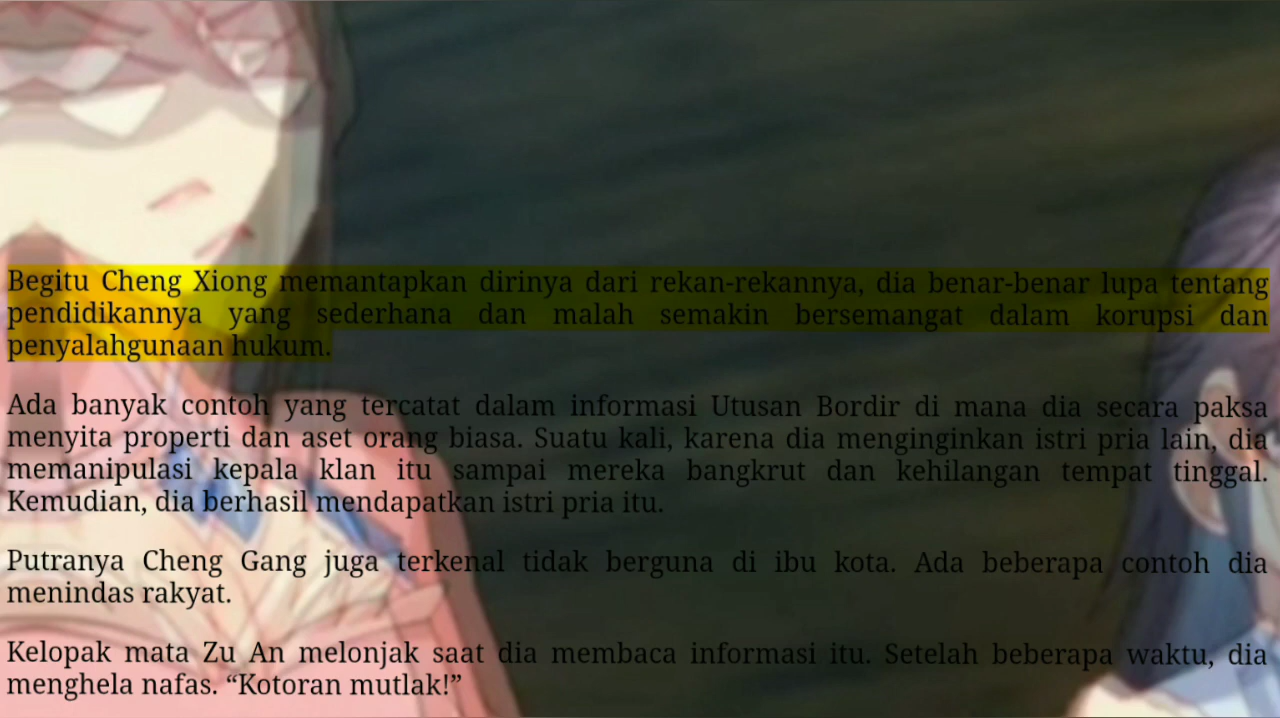 Begitu Cheng Xiong memantapkan dirinya dari rekan-rekannya, dia benar-benar lupa tentang
pendidikannya yang sederhana dan malah semakin bersemangat dalam korupsi dan
penyalahgunaan hukum.
Ada banyak contoh yang tercatat dalam informasi Utusan Bordir di mana dia secara paksa
menyita properti dan aset orang biasa. Suatu kali, karena dia menginginkan istri pria lain, dia
memanipulasi kepala klan itu sampai mereka bangkrut dan kehilangan tempat tinggal.
Kemudian, dia berhasil mendapatkan istri pria itu.
Putranya Cheng Gang juga terkenal tidak berguna di ibu kota. Ada beberapa contoh dia
menindas rakyat.
Kelopak mata Zu An melonjak saat dia membaca informasi itu. Setelah beberapa waktu, dia
menghela nafas. “Kotoran mutlak!”